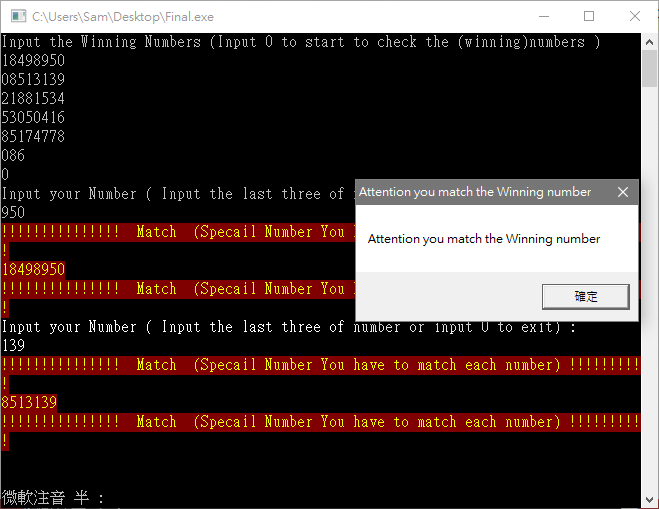 C:\Users\Sam\Desktop\Final.exe
Input the Winning Numbers (Input 0 to start to check the (winning)numbers )
18498950
08513139
21881534
53050416
85174778
086
0
Input your Number ( Input the last three of
950
!!!!!!!!!!!!!!!  Match  (Specail Number You
!
18498950
!!!!!!!!!!!!!!!  Match  (Specail Number You
!
Attention you match the Winning number
Attention you match the Winning number
確定
Input your Number ( Input the last three of number or input 0 to exit) :
139
!!!!!!!!!!!!!!!  Match  (Specail Number You have to match each number) !!!!!!!!!
!
8513139
!!!!!!!!!!!!!!!  Match  (Specail Number You have to match each number) !!!!!!!!!
!
微軟注音 半 :